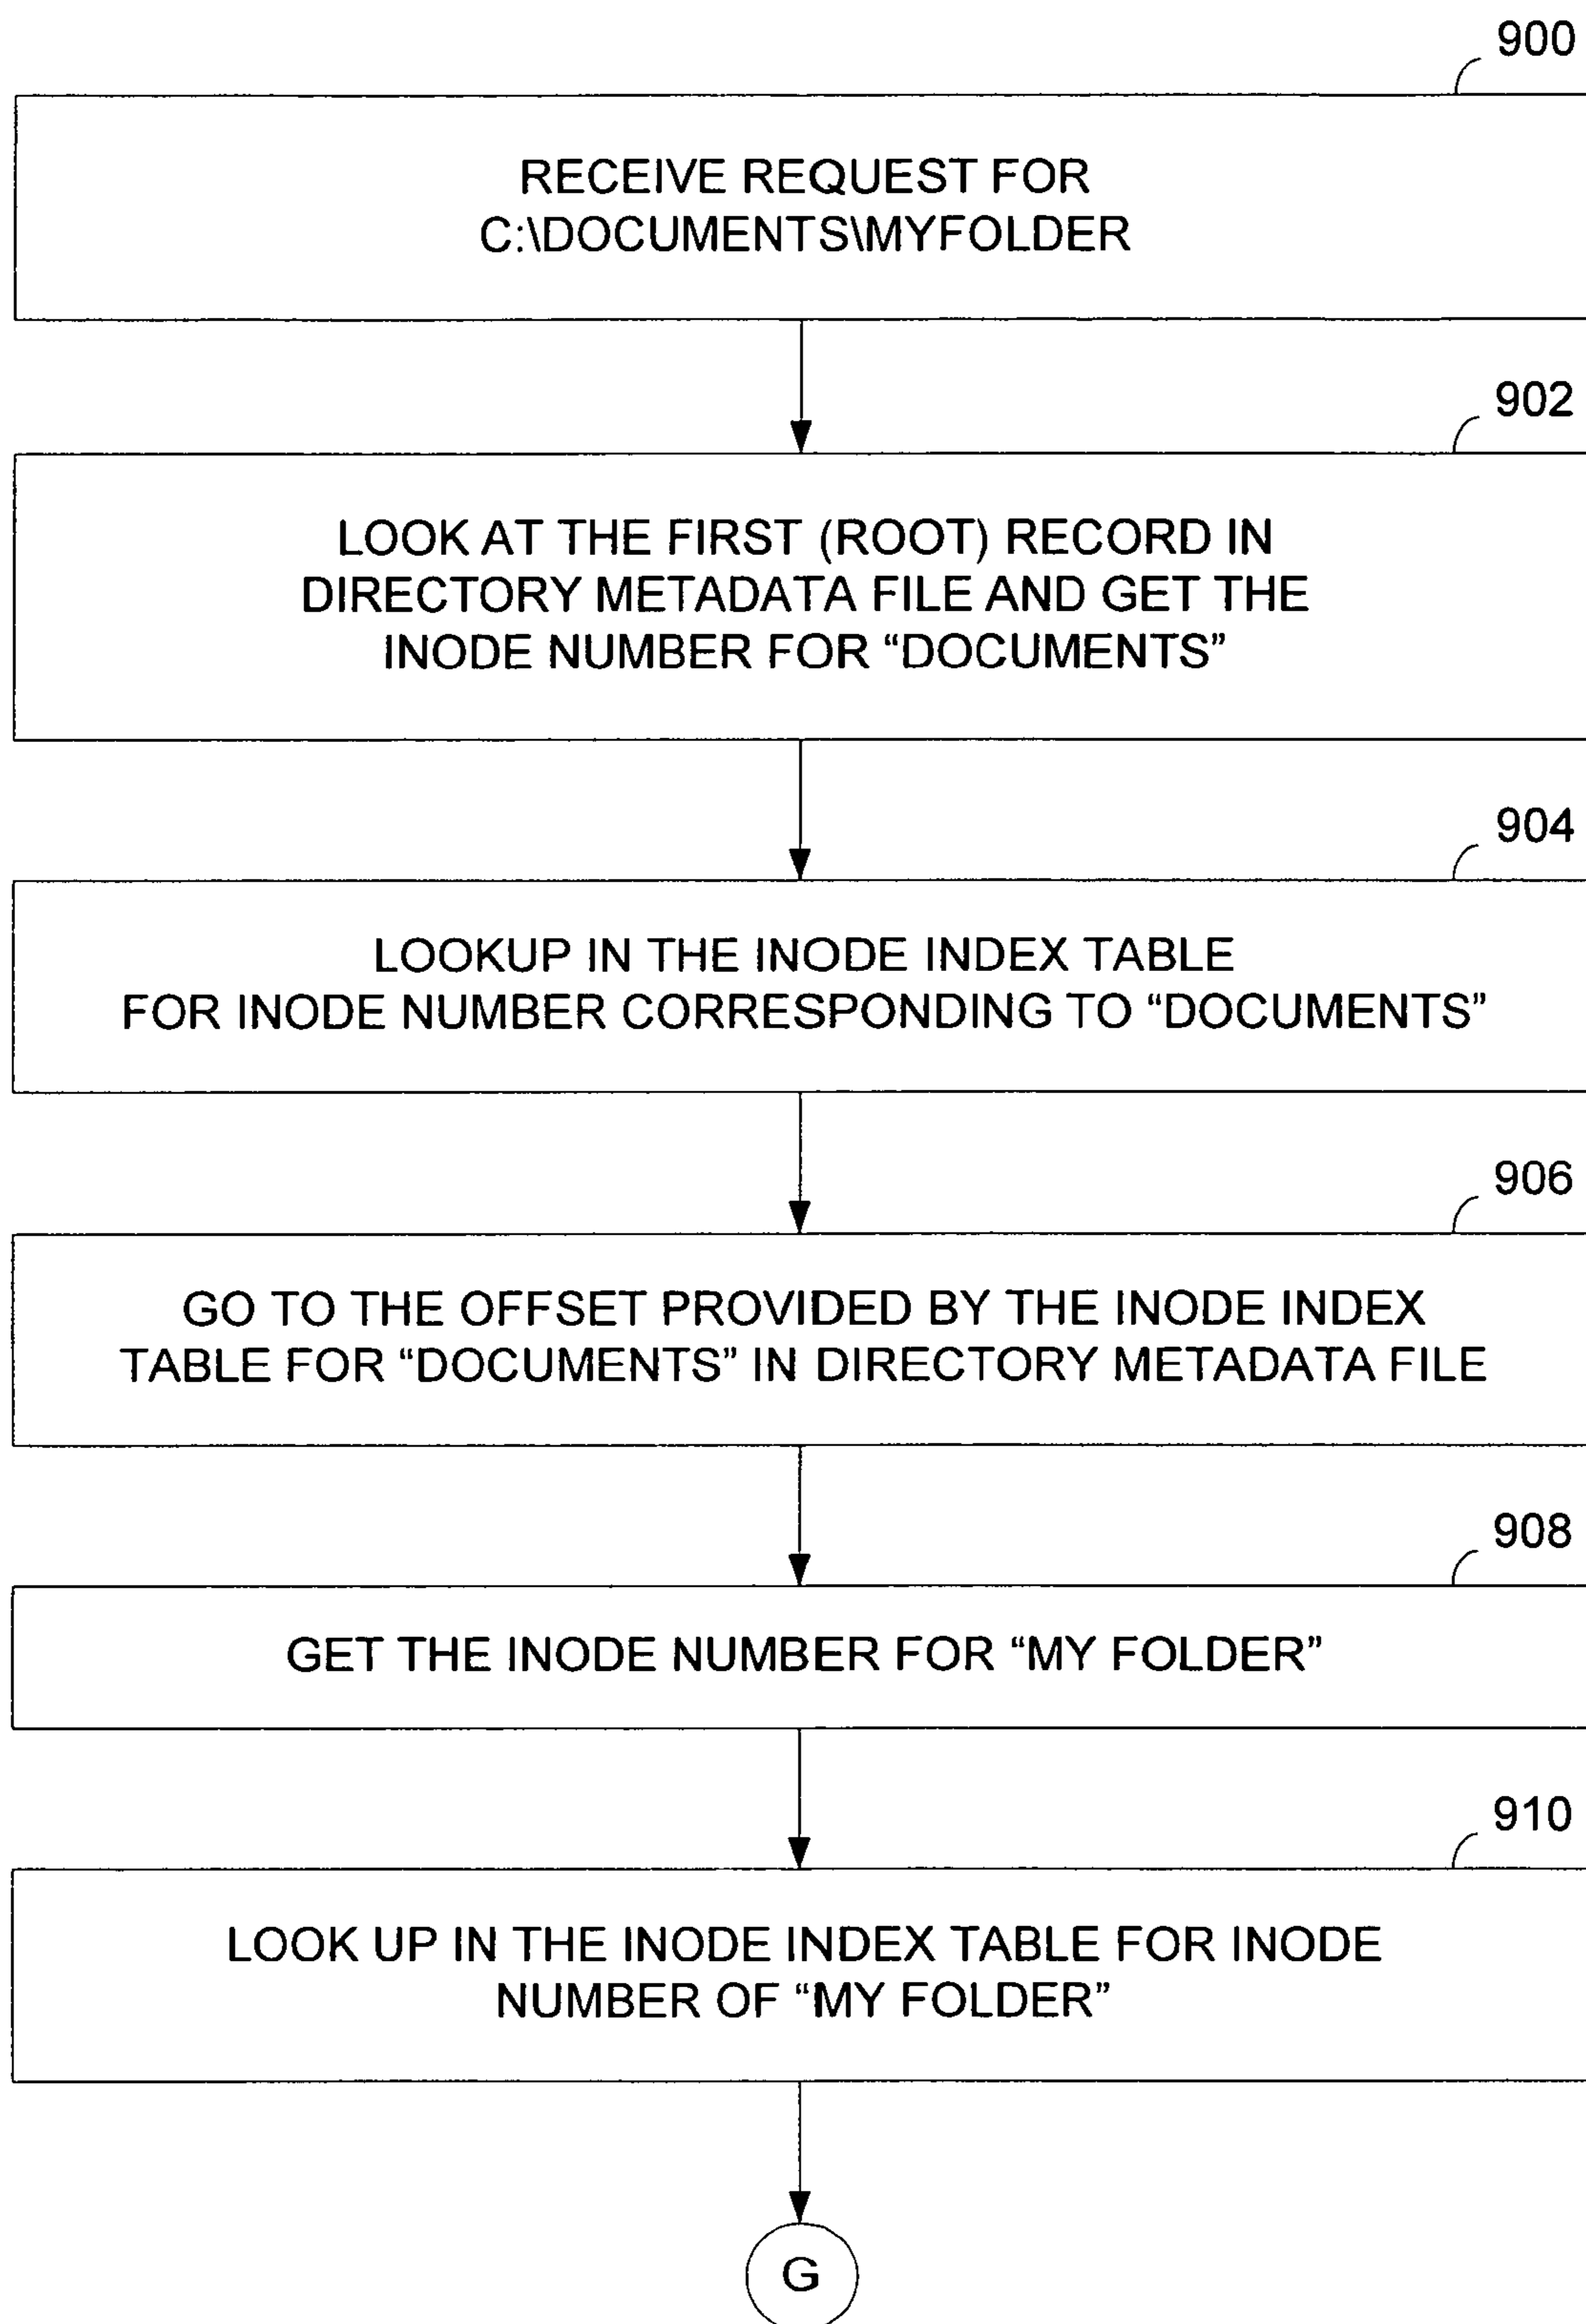 900
RECEIVE REQUEST FOR
C:\DOCUMENTS\MYFOLDER
902
LOOK AT THE FIRST (ROOT) RECORD IN
DIRECTORY METADATA FILE AND GET THE
INODE NUMBER FOR “DOCUMENTS”
904
LOOKUP IN THE INODE INDEX TABLE
FOR INODE NUMBER CORRESPONDING TO “DOCUMENTS”
906
GO TO THE OFFSET PROVIDED BY THE INODE INDEX
TABLE FOR “DOCUMENTS” IN DIRECTORY METADATA FILE
908
GET THE INODE NUMBER FOR “MY FOLDER”
910
LOOK UP IN THE INODE INDEX TABLE FOR INODE
NUMBER OF “MY FOLDER”
G